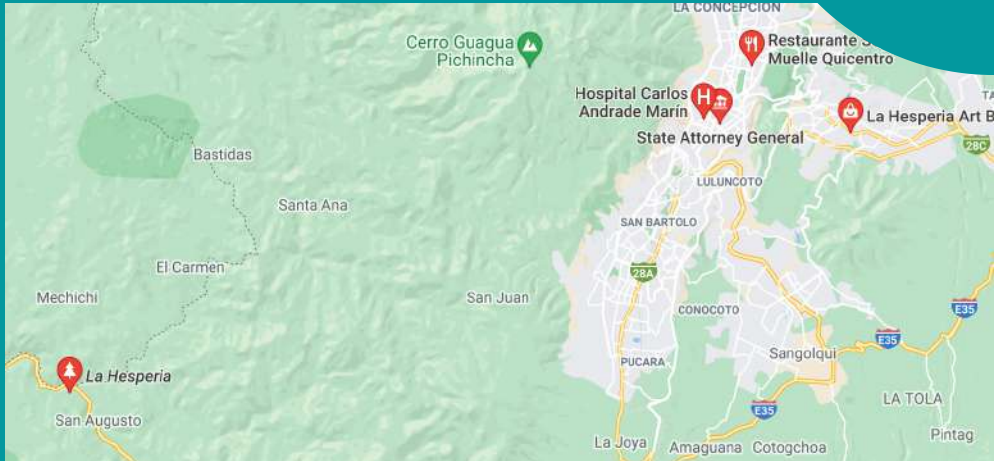 LA CONCEPCION
Cerro Guagua
Pichincha
Restaurante
Muelle Quicentro
Hospital Carlos
Andrade Marín
H
State Attorney General
La Hesperia Art B
28C
Bastidas
LULUNCOTO
Santa Ana
SAN BARTOLO
El Carmen
28A
Mechichi
San Juan
CONOCOTO
E35
E35
Sangolqui
La Hesperia
PUCARA
LA TOLA
San Augusto
E35
Pintag
La Joya
Amaguana
Cotogchoa